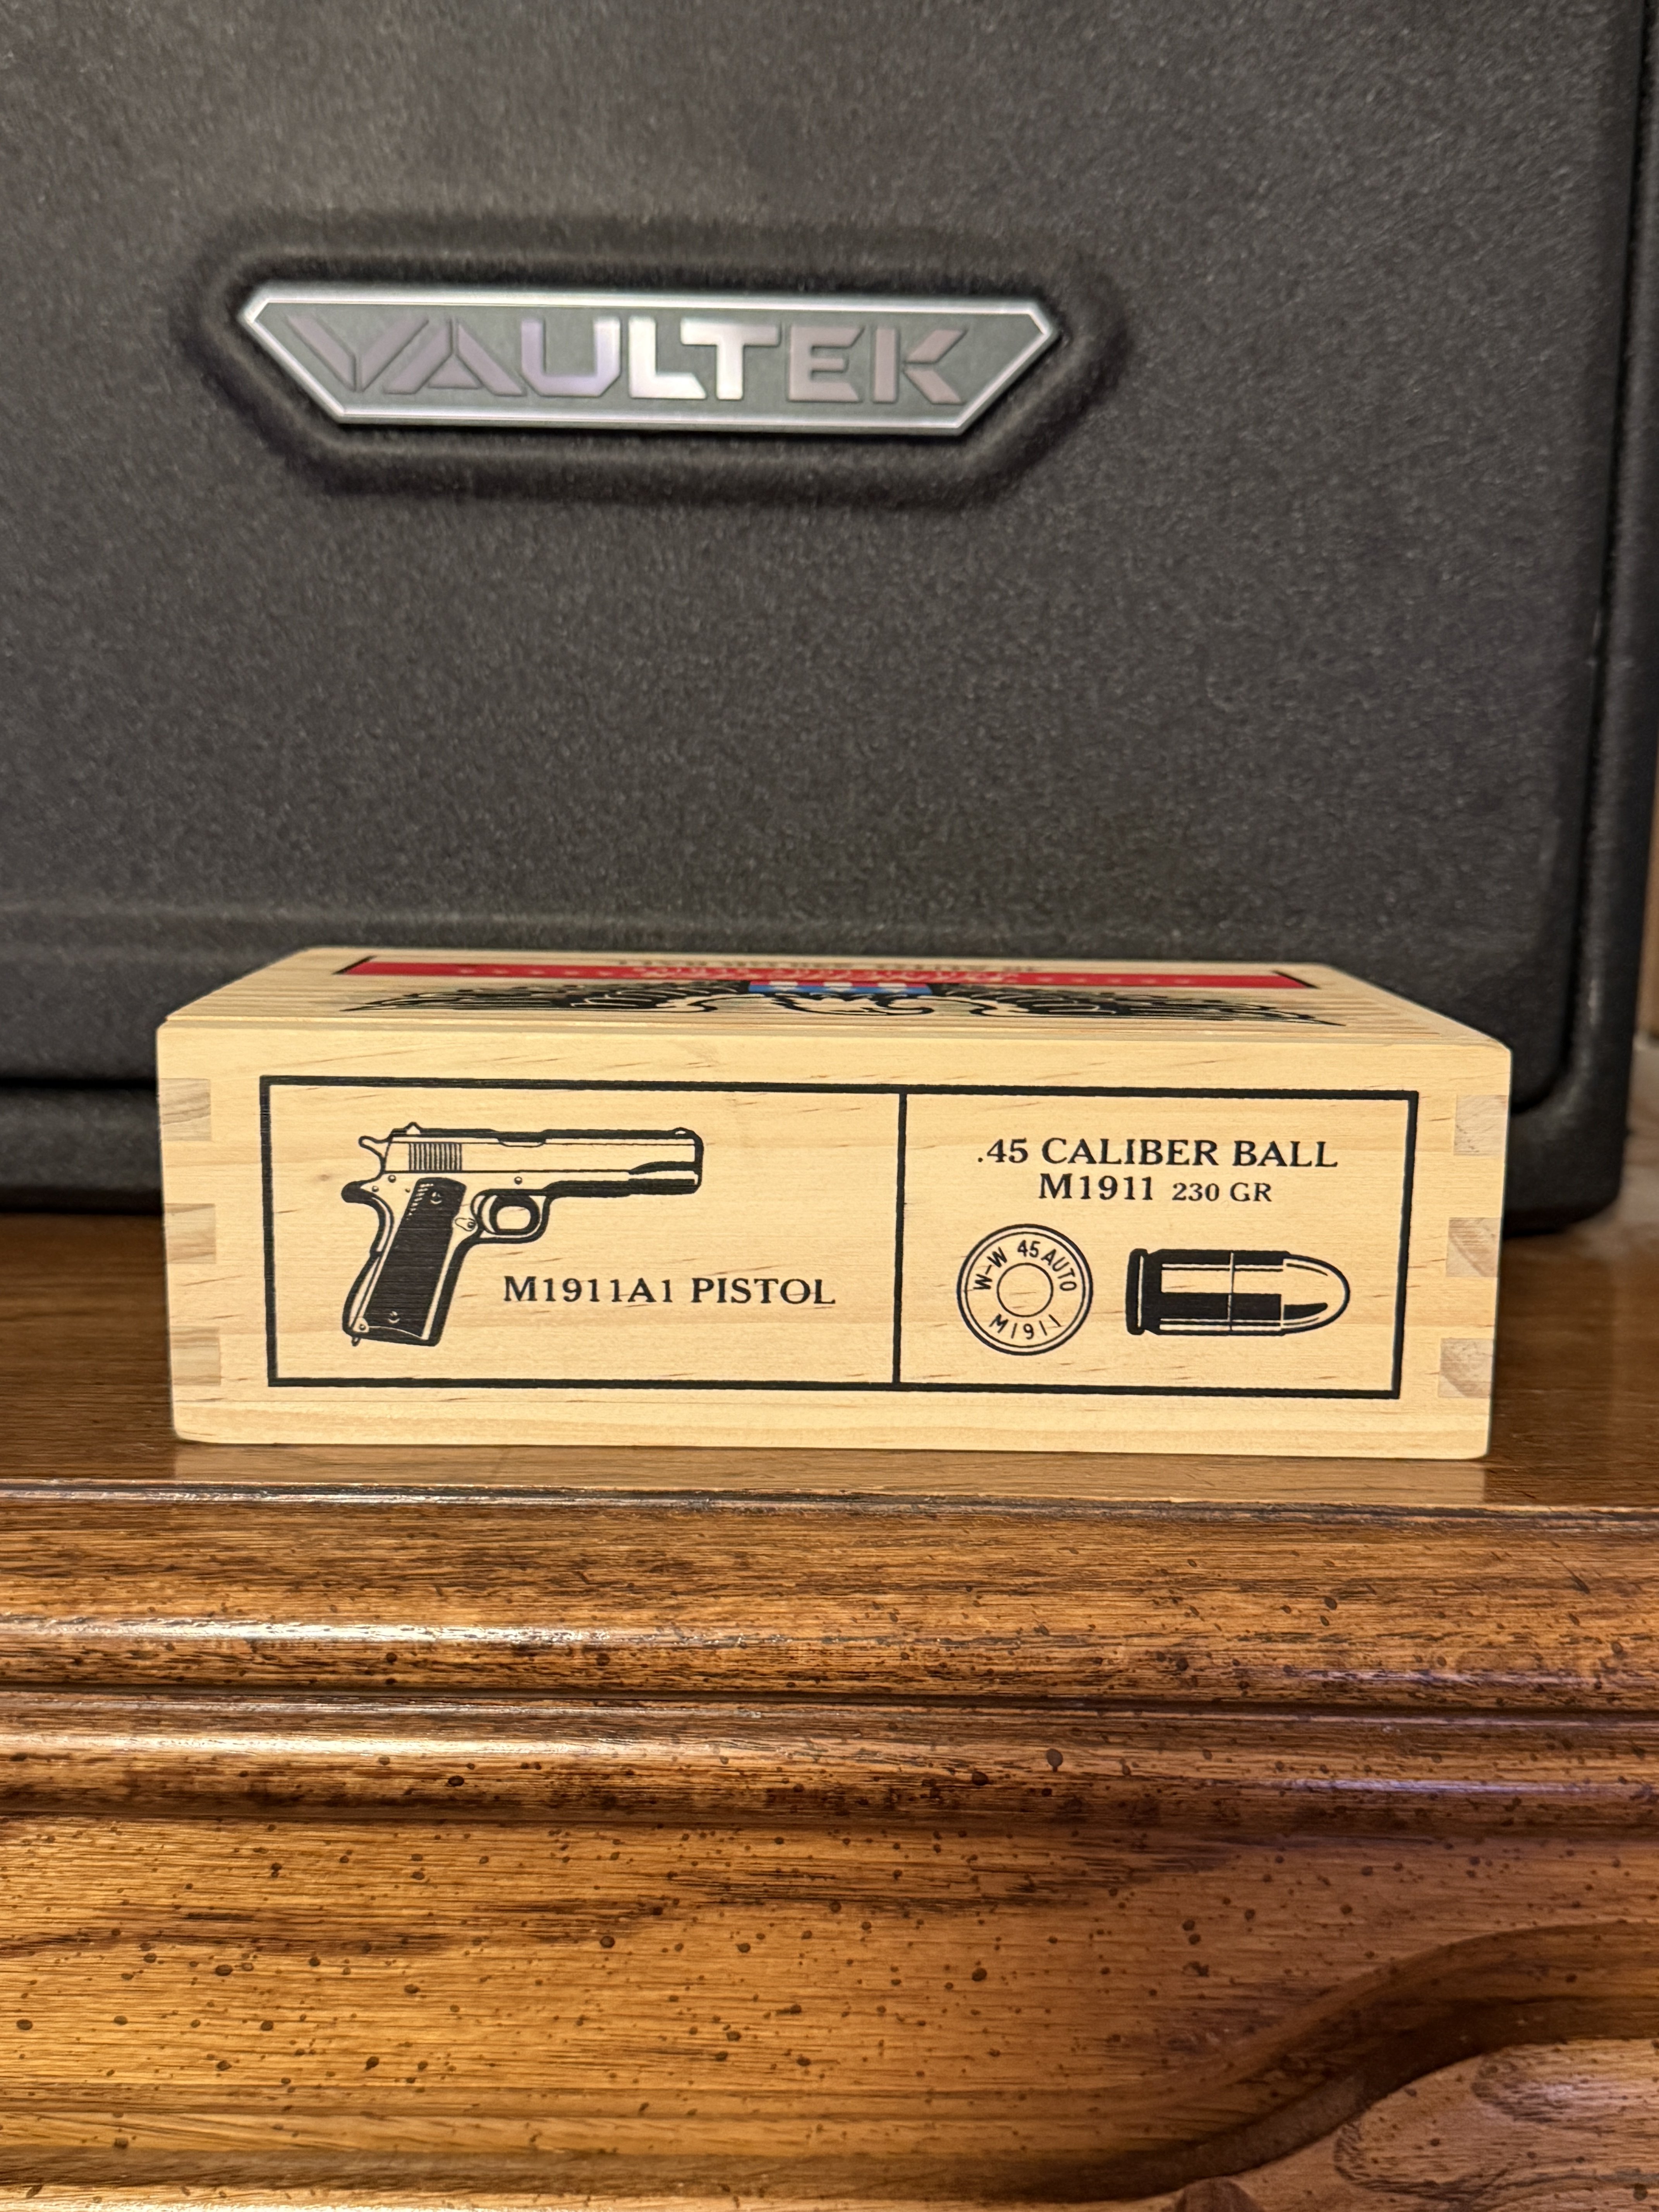 VAULTEK
M1911A1 PISTOL
.45 CALIBER BALL
M1911 230 GR
W-W 45 AUTO
M1911